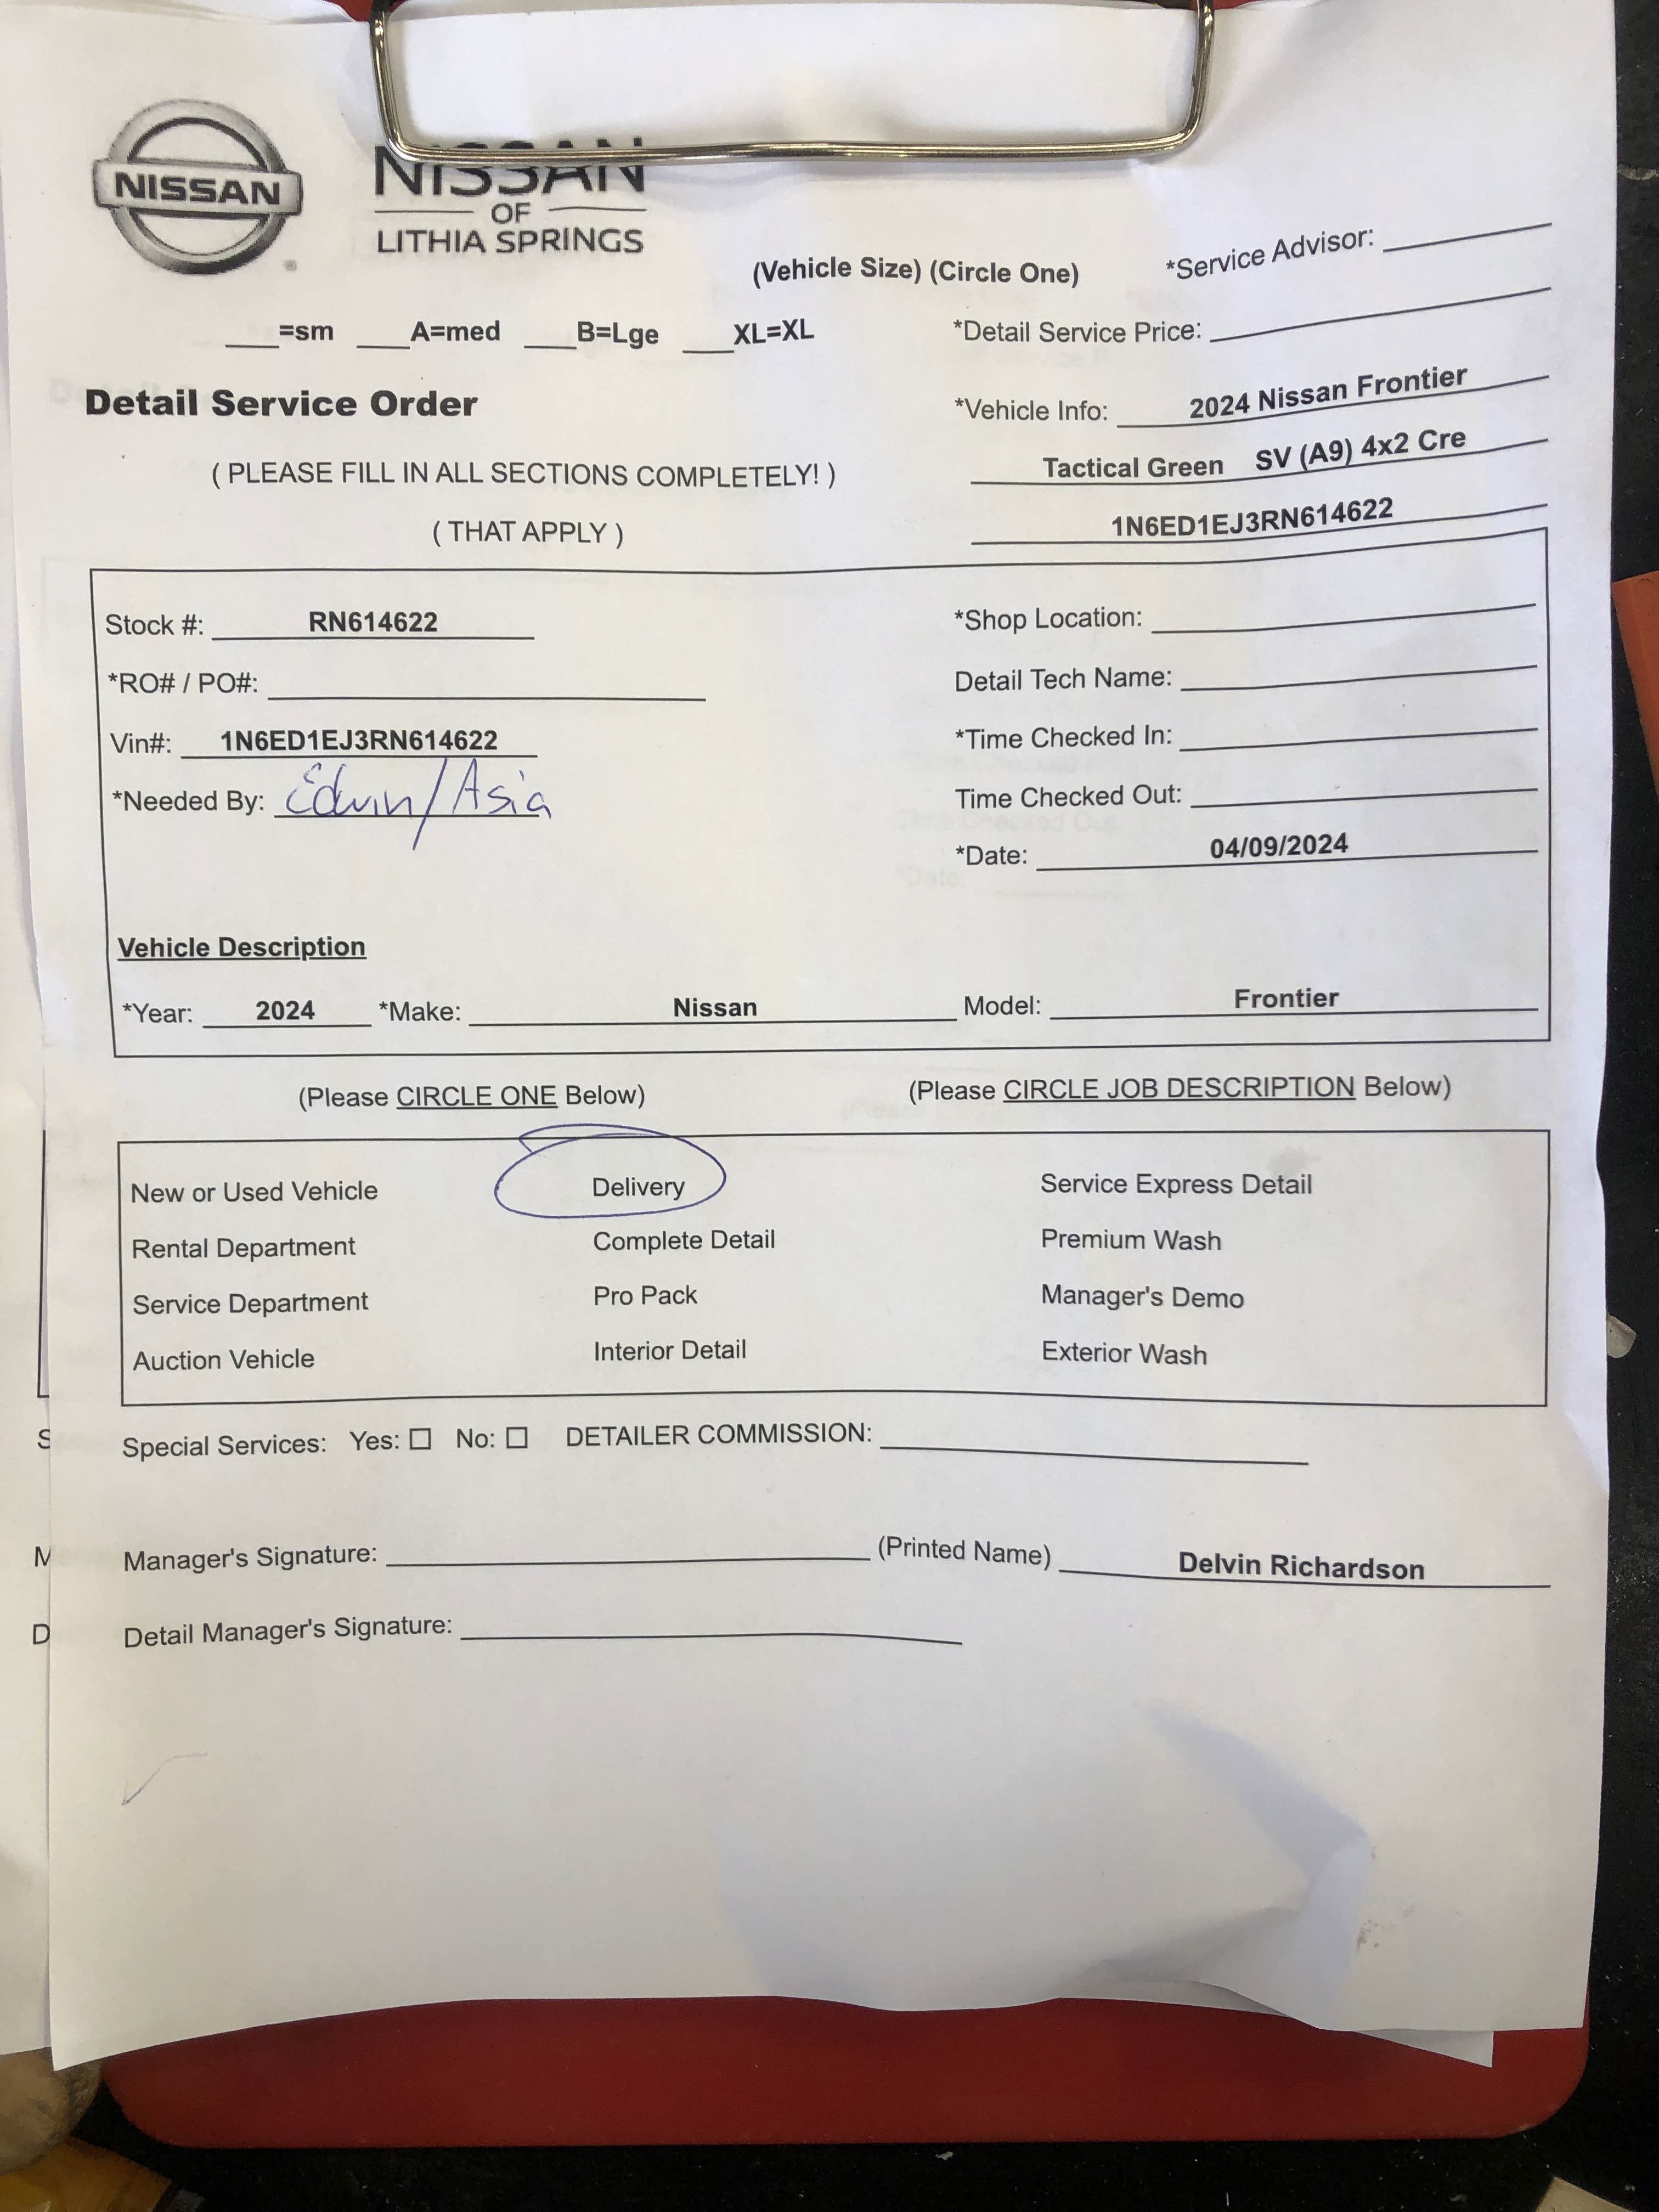 NISSAN
NISSAN
OF
LITHIA SPRINGS
(Vehicle Size) (Circle One)
*Service Advisor:
=sm A=med B=Lge XL=XL
*Detail Service Price:
Detail Service Order
*Vehicle Info: 2024 Nissan Frontier
( PLEASE FILL IN ALL SECTIONS COMPLETELY! )
Tactical Green SV (A9) 4x2 Cre
( THAT APPLY )
1N6ED1EJ3RN614622
Stock #: RN614622
*Shop Location:
*RO# / PO#:
Detail Tech Name:
Vin#: 1N6ED1EJ3RN614622
*Time Checked In:
*Needed By: Edwin/Asia
Time Checked Out:
*Date: 04/09/2024
Vehicle Description
*Year: 2024 *Make: Nissan Model: Frontier
(Please CIRCLE ONE Below) (Please CIRCLE JOB DESCRIPTION Below)
New or Used Vehicle Delivery Service Express Detail
Rental Department Complete Detail Premium Wash
Service Department Pro Pack Manager's Demo
Auction Vehicle Interior Detail Exterior Wash
S
Special Services: Yes: ☐ No: ☐ DETAILER COMMISSION:
M
Manager's Signature: (Printed Name) Delvin Richardson
D
Detail Manager's Signature: